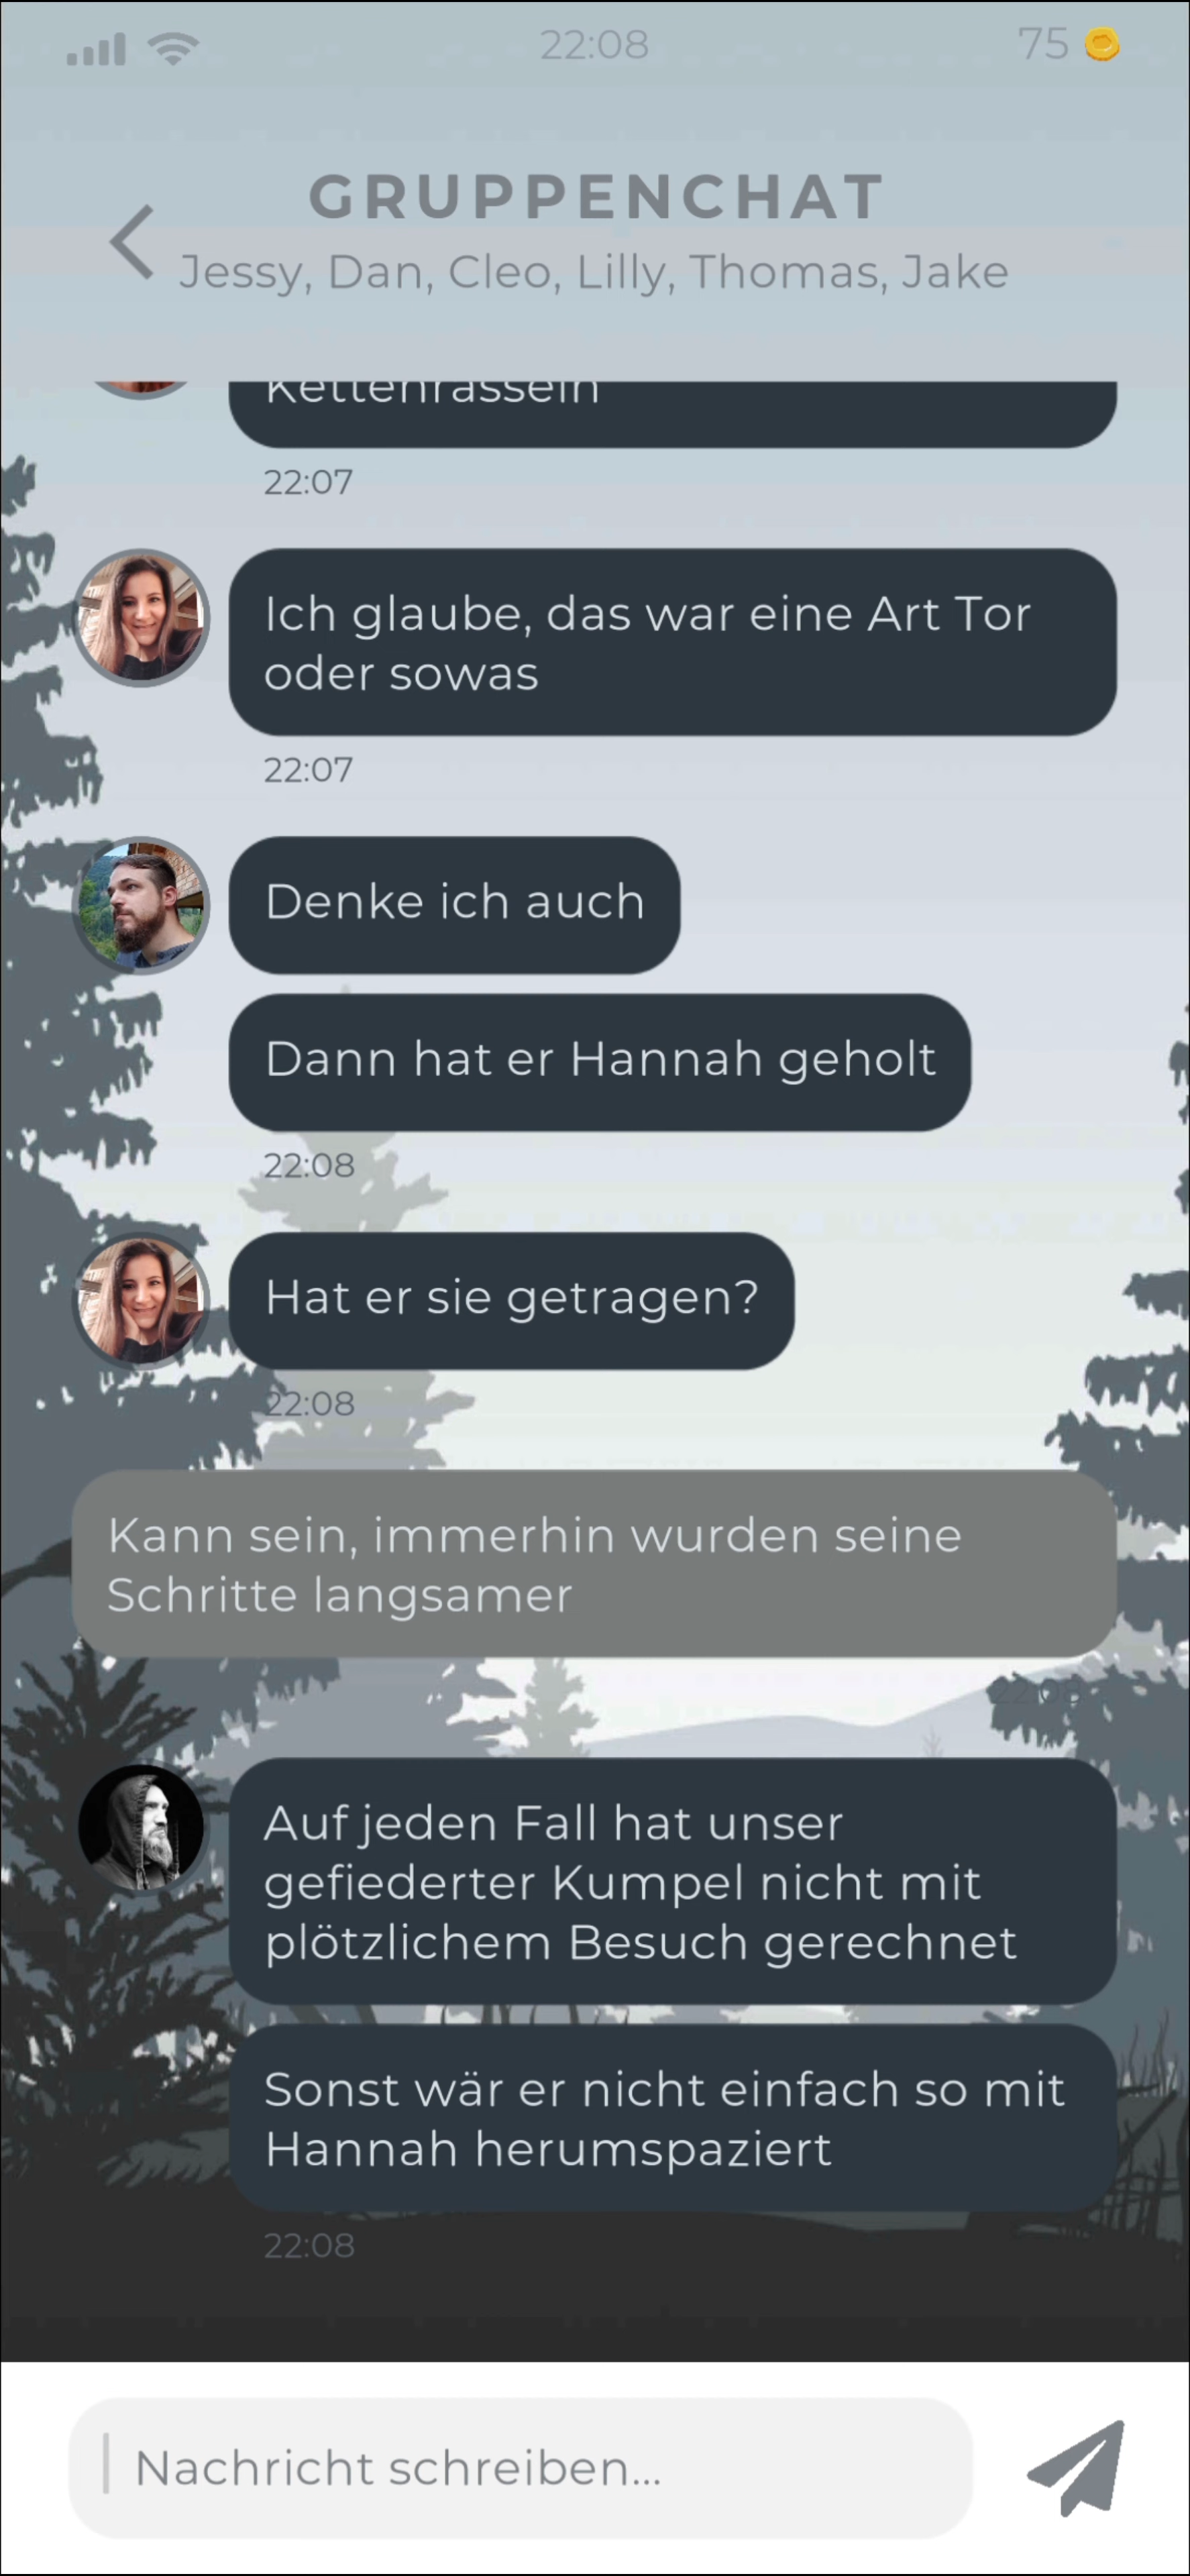 22:08
75
GRUPPENCHAT
Jessy, Dan, Cleo, Lilly, Thomas, Jake
Kettenrasseln
22:07
Ich glaube, das war eine Art Tor
oder sowas
22:07
Denke ich auch
Dann hat er Hannah geholt
22:08
Hat er sie getragen?
22:08
Kann sein, immerhin wurden seine
Schritte langsamer
22:08
Auf jeden Fall hat unser
gefiederter Kumpel nicht mit
plötzlichem Besuch gerechnet
Sonst wär er nicht einfach so mit
Hannah herumspaziert
22:08
Nachricht schreiben...